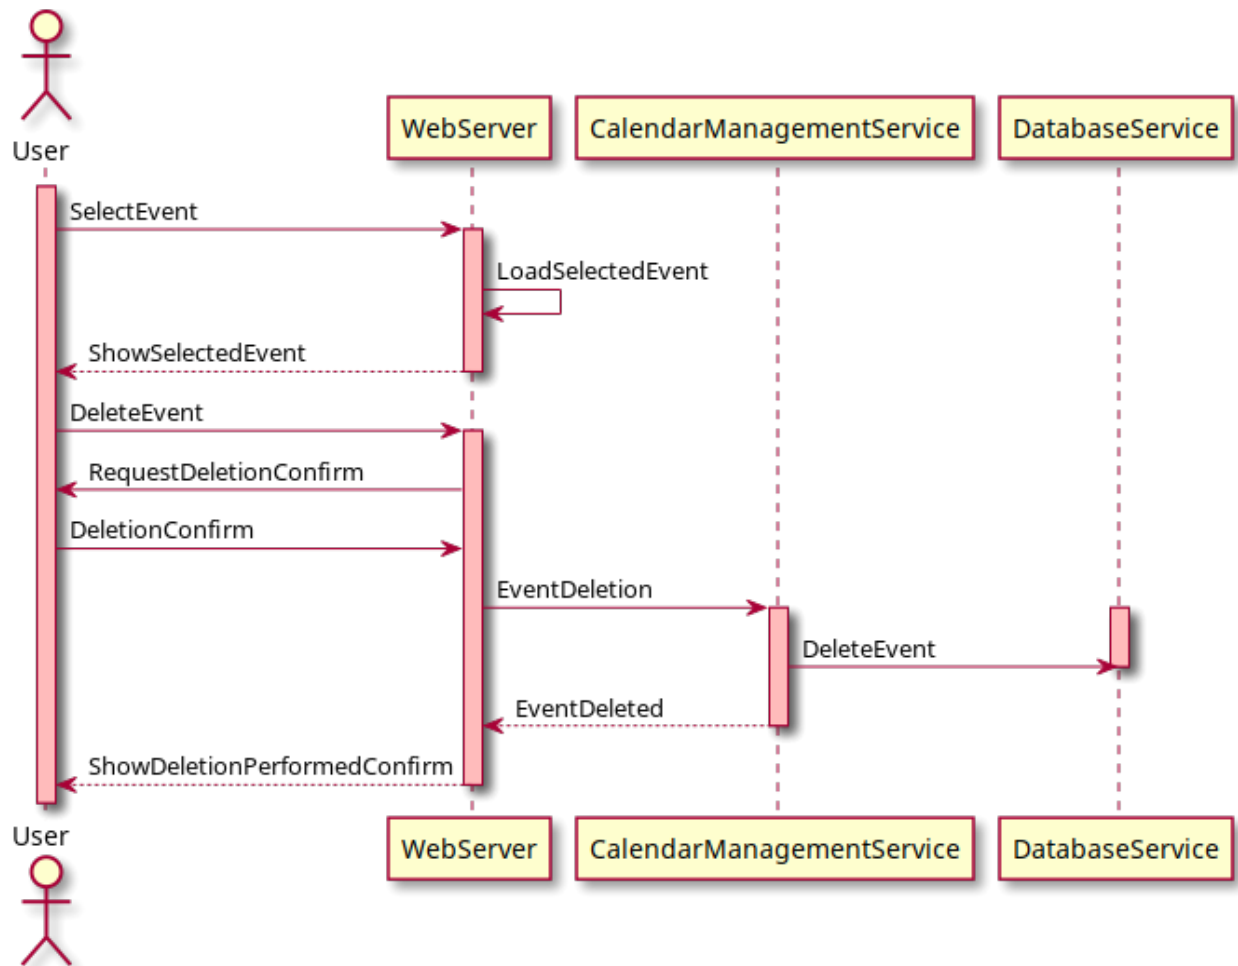 User
WebServer
CalendarManagementService
DatabaseService
SelectEvent
LoadSelectedEvent
ShowSelectedEvent
DeleteEvent
RequestDeletionConfirm
DeletionConfirm
EventDeletion
DeleteEvent
EventDeleted
ShowDeletionPerformedConfirm
User
WebServer
CalendarManagementService
DatabaseService